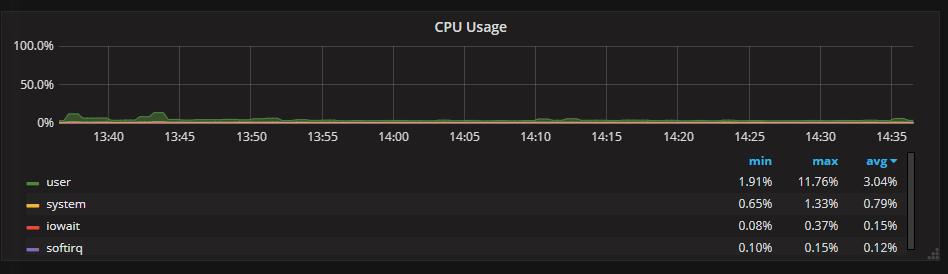 CPU Usage
100.0%
50.0%
0%
13:40 13:45 13:50 13:55 14:00 14:05 14:10 14:15 14:20 14:25 14:30 14:35
min max avg
user 1.91% 11.76% 3.04%
system 0.65% 1.33% 0.79%
iowait 0.08% 0.37% 0.15%
softirq 0.10% 0.15% 0.12%